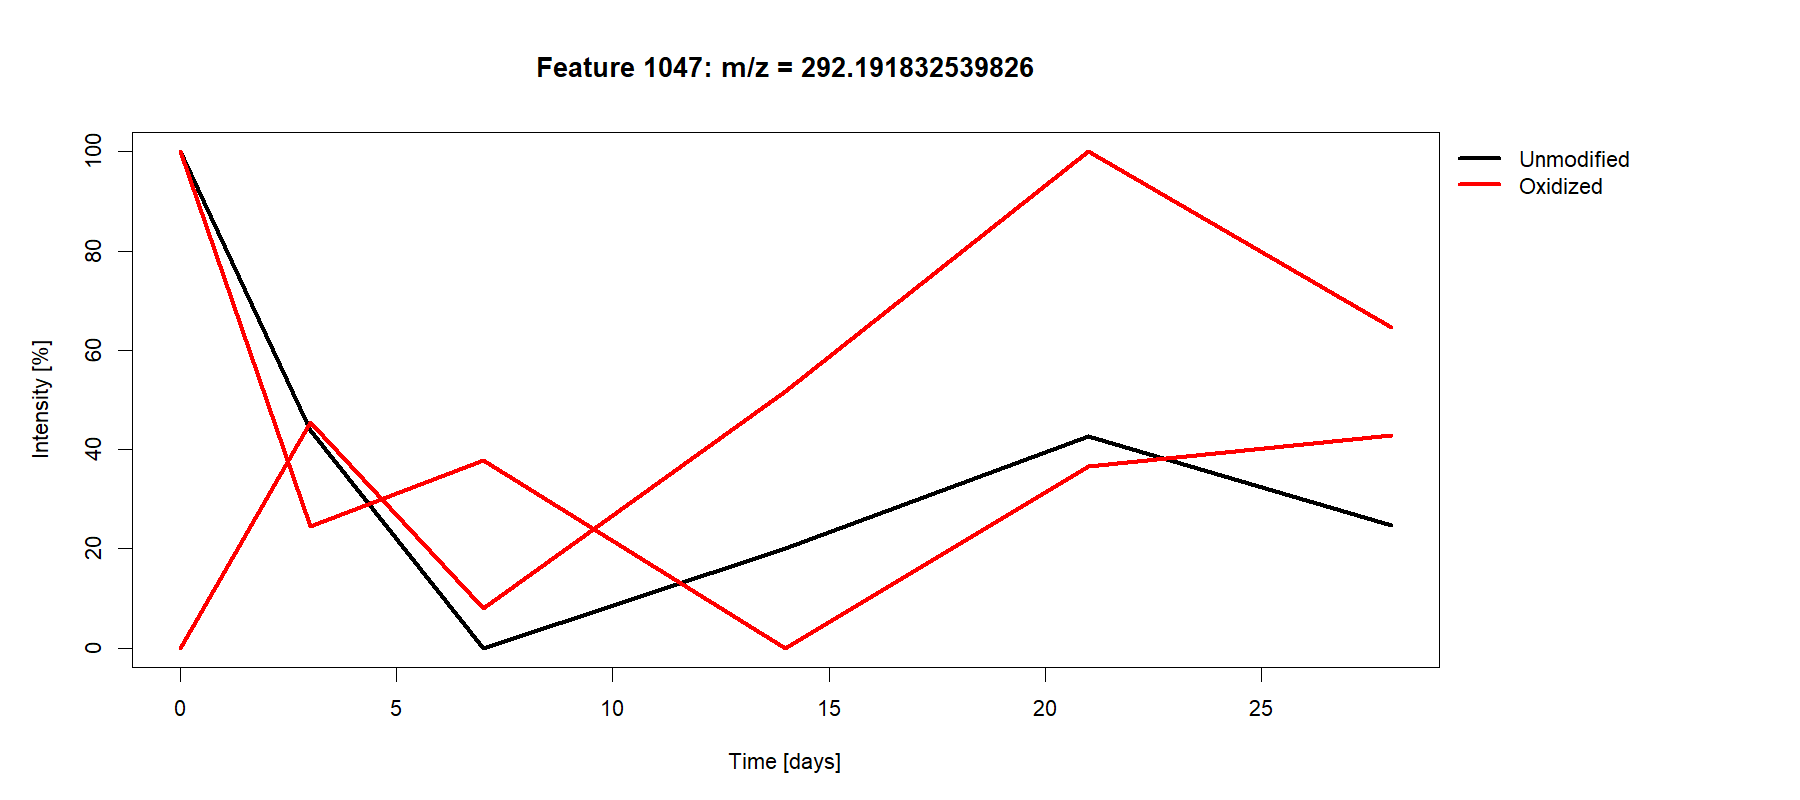 Feature 1047: m/z = 292.191832539826
Unmodified
Oxidized
Intensity [%]
100
80
60
40
20
0
0 5 10 15 20 25
Time [days]